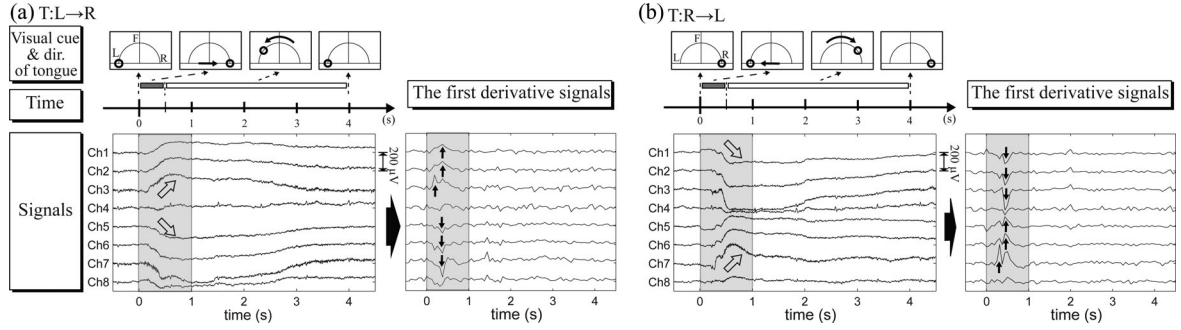 (a) T:L→R
Visual cue
& dir.
of tongue
F
L
R
Time
0
1
2
3
4
(s)
The first derivative signals
Signals
Ch1
Ch2
Ch3
Ch4
Ch5
Ch6
Ch7
Ch8
200 µV
0 1 2 3 4
time (s)
0 1 2 3 4
time (s)
(b) T:R→L
F
L
R
0
1
2
3
4
(s)
The first derivative signals
Ch1
Ch2
Ch3
Ch4
Ch5
Ch6
Ch7
Ch8
200 µV
0 1 2 3 4
time (s)
0 1 2 3 4
time (s)